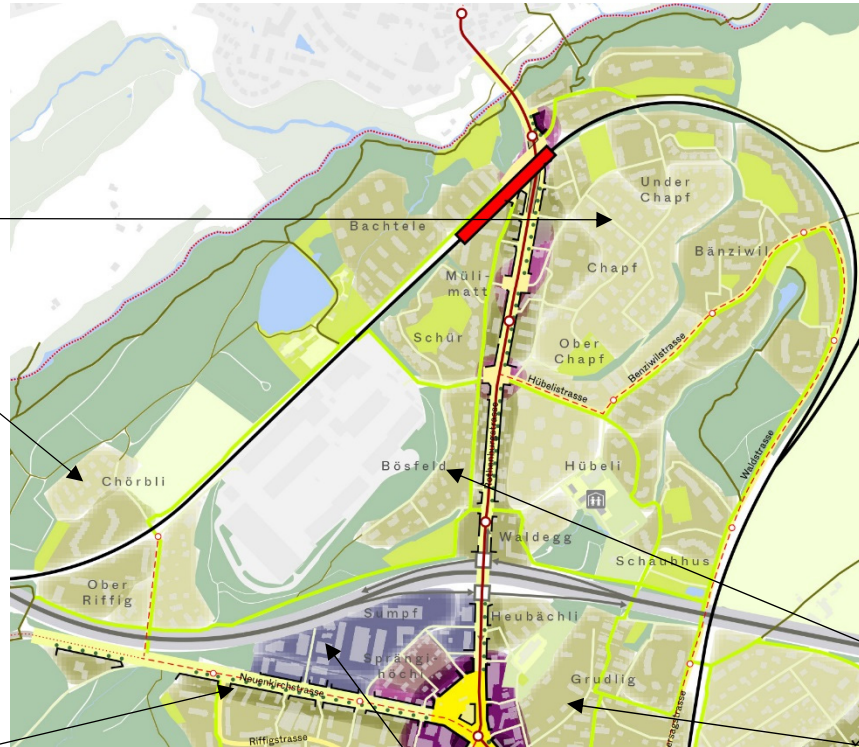 Under
Chapf
Bachtele
Bänziwil
Chapf
Müli-
matt
Schür
Ober
Chapf
Benziwilstrasse
Hübelistrasse
Waldstrasse
Bösfeld
Hübeli
Chörbli
Waldegg
Schaubhus
Ober
Riffig
Sumpf
Heubächli
Sprängi-
höchi
Grudlig
Neuenkirchstrasse
Riffigstrasse
ersagstrasse